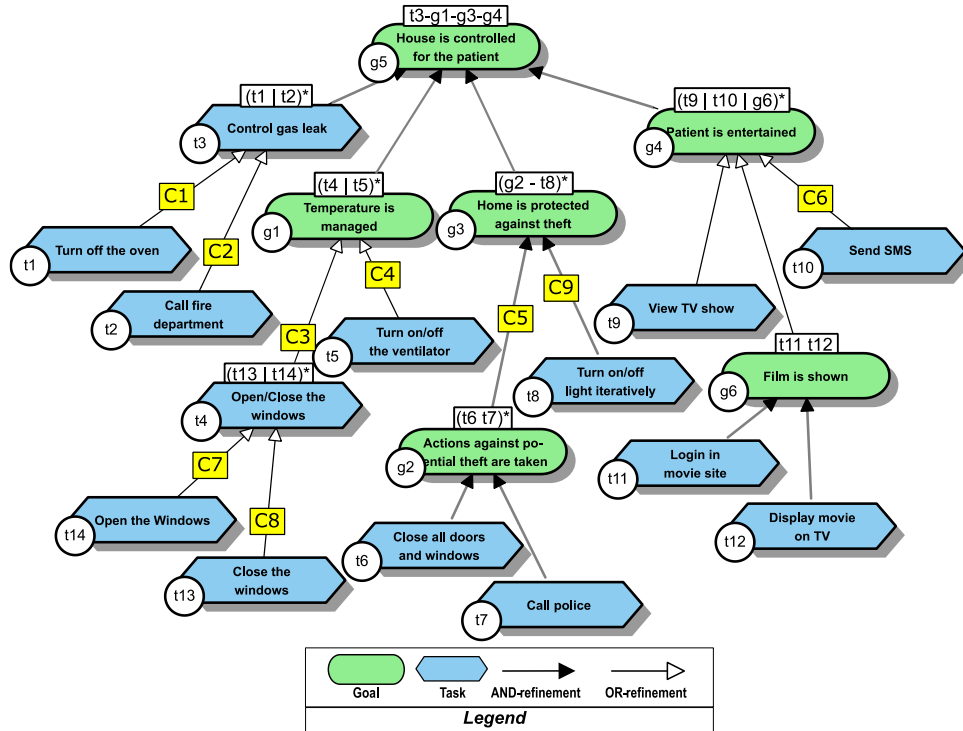 t3-g1-g3-g4
House is controlled
for the patient
g5
(t1 | t2)*
Control gas leak
t3
(t9 | t10 | g6)*
Patient is entertained
g4
C1
C2
(t4 | t5)*
Temperature is
managed
g1
(g2 - t8)*
Home is protected
against theft
g3
C6
Turn off the oven
t1
Send SMS
t10
C4
C9
C3
C5
Call fire
department
t2
View TV show
t9
Turn on/off
the ventilator
t5
t11 t12
Film is shown
g6
(t13 | t14)*
Open/Close the
windows
t4
Turn on/off
light iteratively
t8
(t6 t7)*
Actions against po-
ential theft are taken
g2
C7
C8
Login in
movie site
t11
Open the Windows
t14
Display movie
on TV
t12
Close all doors
and windows
t6
Close the
windows
t13
Call police
t7
Goal
Task
AND-refinement
OR-refinement
Legend